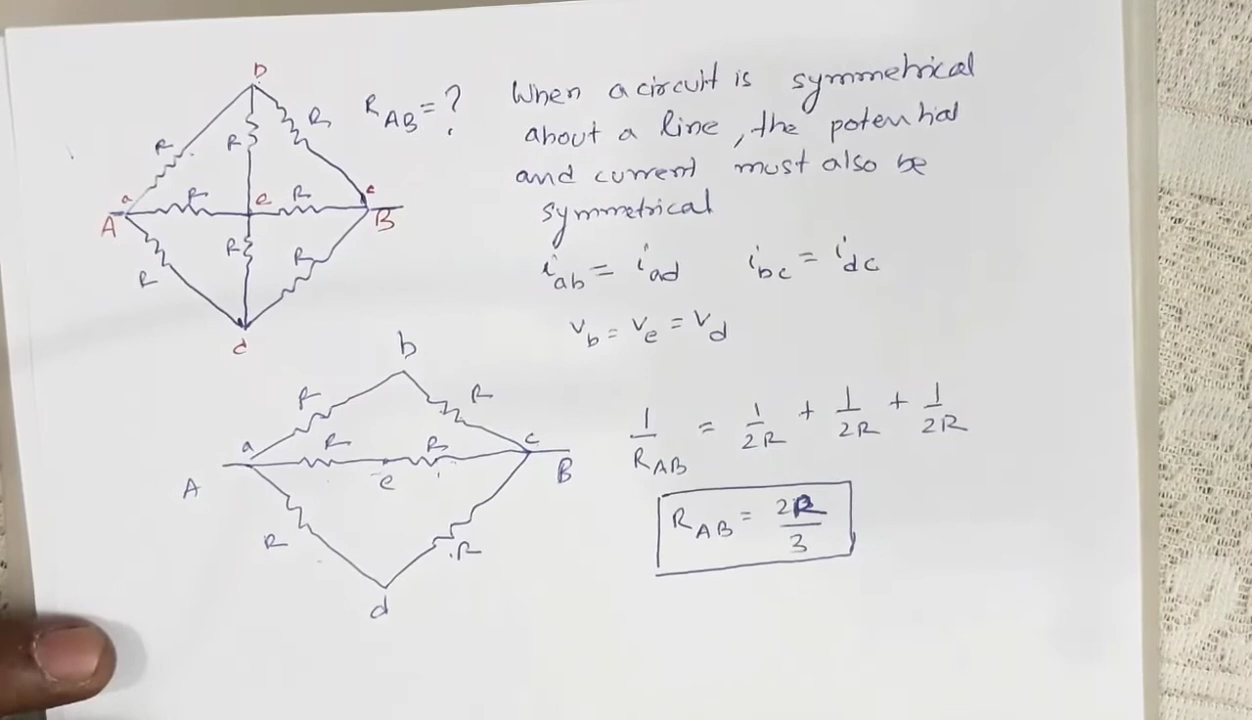 b
R
R
R
R_AB = ?
a
R
e
R
c
A
B
R
R
R
d
When a circuit is symmetrical
about a line, the potential
and current must also be
symmetrical
i_ab = i_ad i_bc = i_dc
V_b = V_e = V_d
b
R
R
a
R
R
c
A
e
B
R
R
d
1/R_AB = 1/2R + 1/2R + 1/2R
R_AB = 2R/3